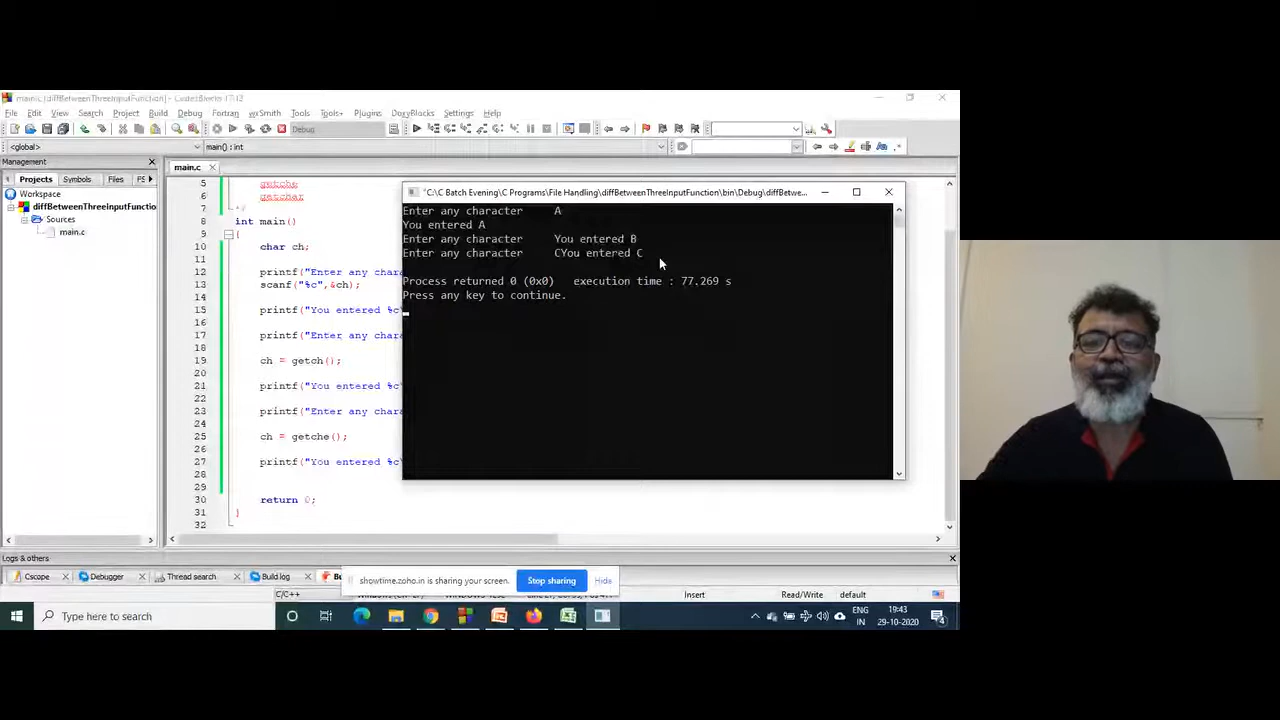 main.c [diffBetweenThreeInputFunction] - Code::Blocks 17.12
File Edit View Search Project Build Debug Fortran wxSmith Tools Tools+ Plugins DoxyBlocks Settings Help
Debug
<global> main() : int
Management
Projects Symbols Files FS
Workspace
diffBetweenThreeInputFunctio
Sources
main.c
main.c
5 getche
6 getchar
7
8 int main()
9 {
10 char ch;
11
12 printf("Enter any chara
13 scanf("%c",&ch);
14
15 printf("You entered %c\
16
17 printf("Enter any chara
18
19 ch = getch();
20
21 printf("You entered %c\
22
23 printf("Enter any chara
24
25 ch = getche();
26
27 printf("You entered %c\
28
29
30 return 0;
31 }
32
"C:\C Batch Evening\C Programs\File Handling\diffBetweenThreeInputFunction\bin\Debug\diffBetwe...
Enter any character A
You entered A
Enter any character You entered B
Enter any character CYou entered C
Process returned 0 (0x0) execution time : 77.269 s
Press any key to continue.
Logs & others
Cscope Debugger Thread search Build log
showtime.zoho.in is sharing your screen. Stop sharing Hide
C/C++ Insert Read/Write default
Type here to search
ENG
IN
19:43
29-10-2020
4